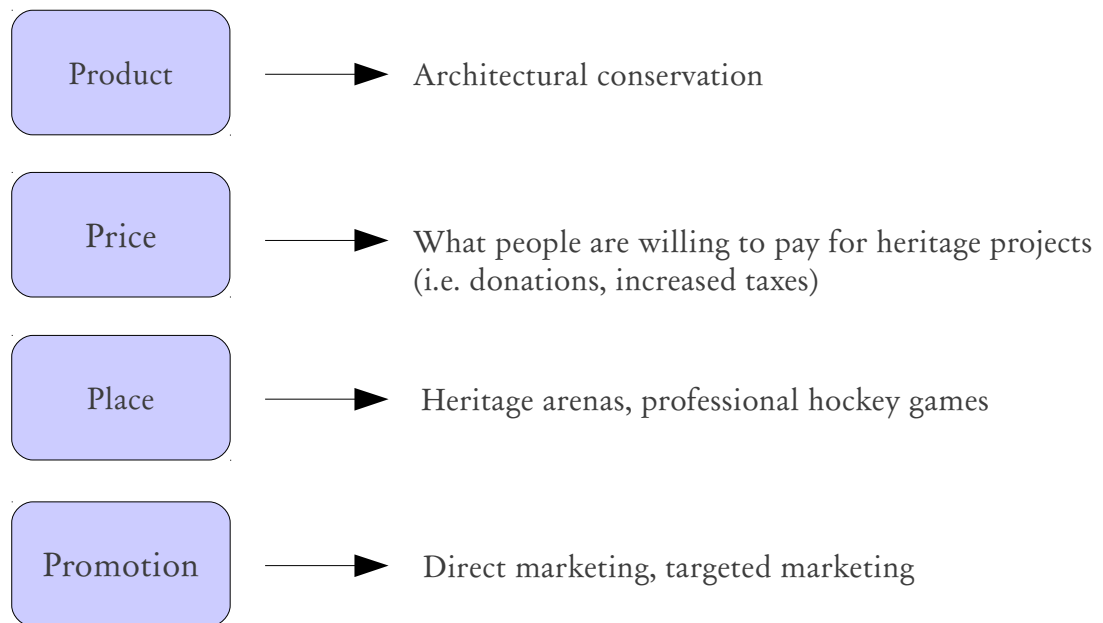 Product
Architectural conservation
Price
What people are willing to pay for heritage projects
(i.e. donations, increased taxes)
Place
Heritage arenas, professional hockey games
Promotion
Direct marketing, targeted marketing